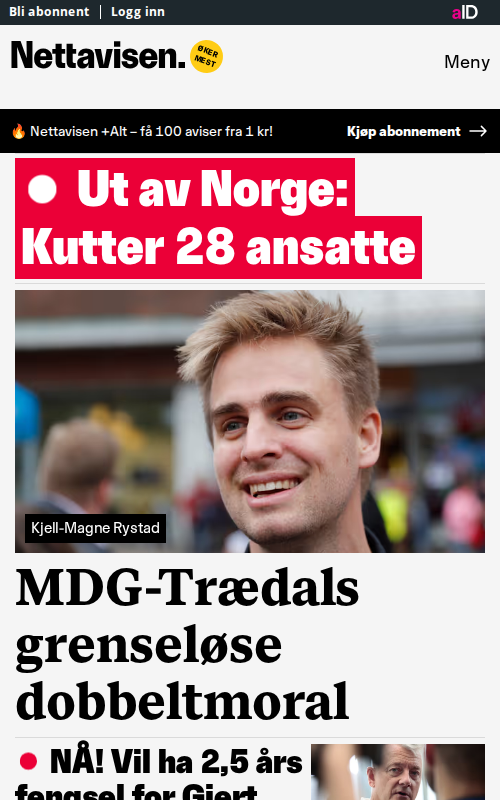 Bli abonnent | Logg inn
aID
Nettavisen. ØKER MEST
Meny
🔥 Nettavisen +Alt – få 100 aviser fra 1 kr!
Kjøp abonnement →
Ut av Norge:
Kutter 28 ansatte
Kjell-Magne Rystad
MDG-Trædals
grenseløse
dobbeltmoral
NÅ! Vil ha 2,5 års
fengsel for Gjert